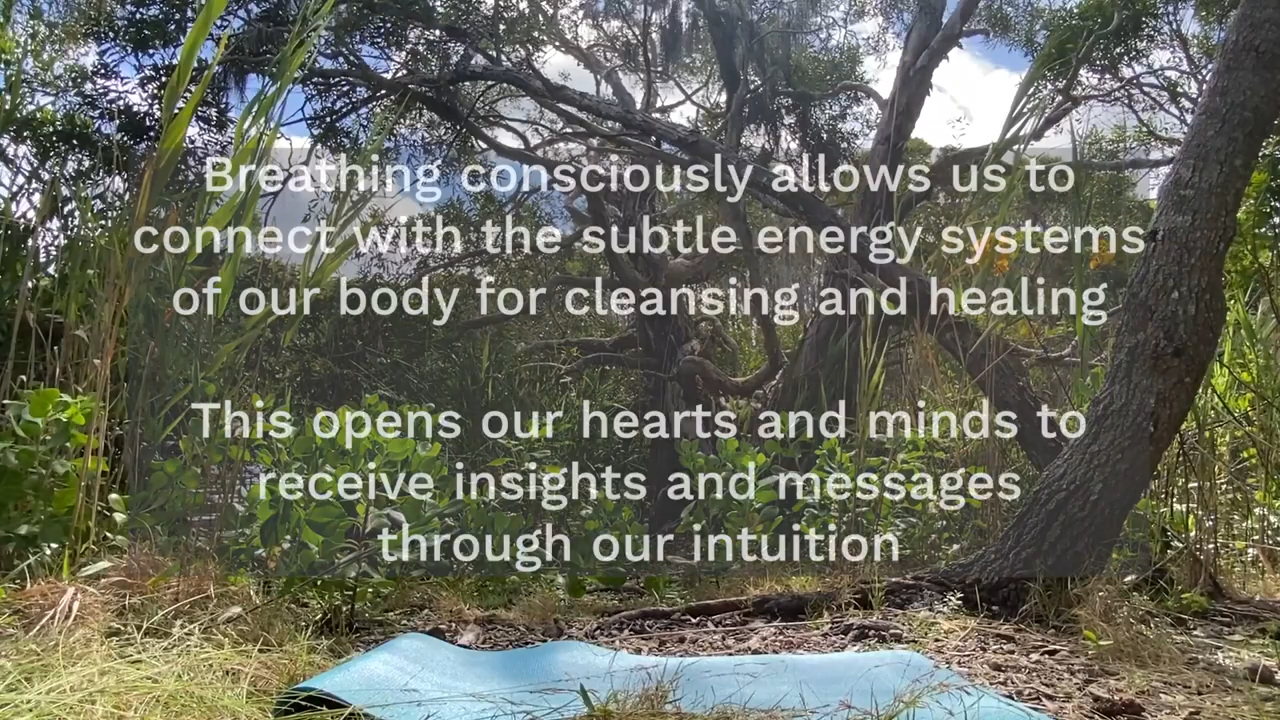 Breathing consciously allows us to
connect with the subtle energy systems
of our body for cleansing and healing
This opens our hearts and minds to
receive insights and messages
through our intuition